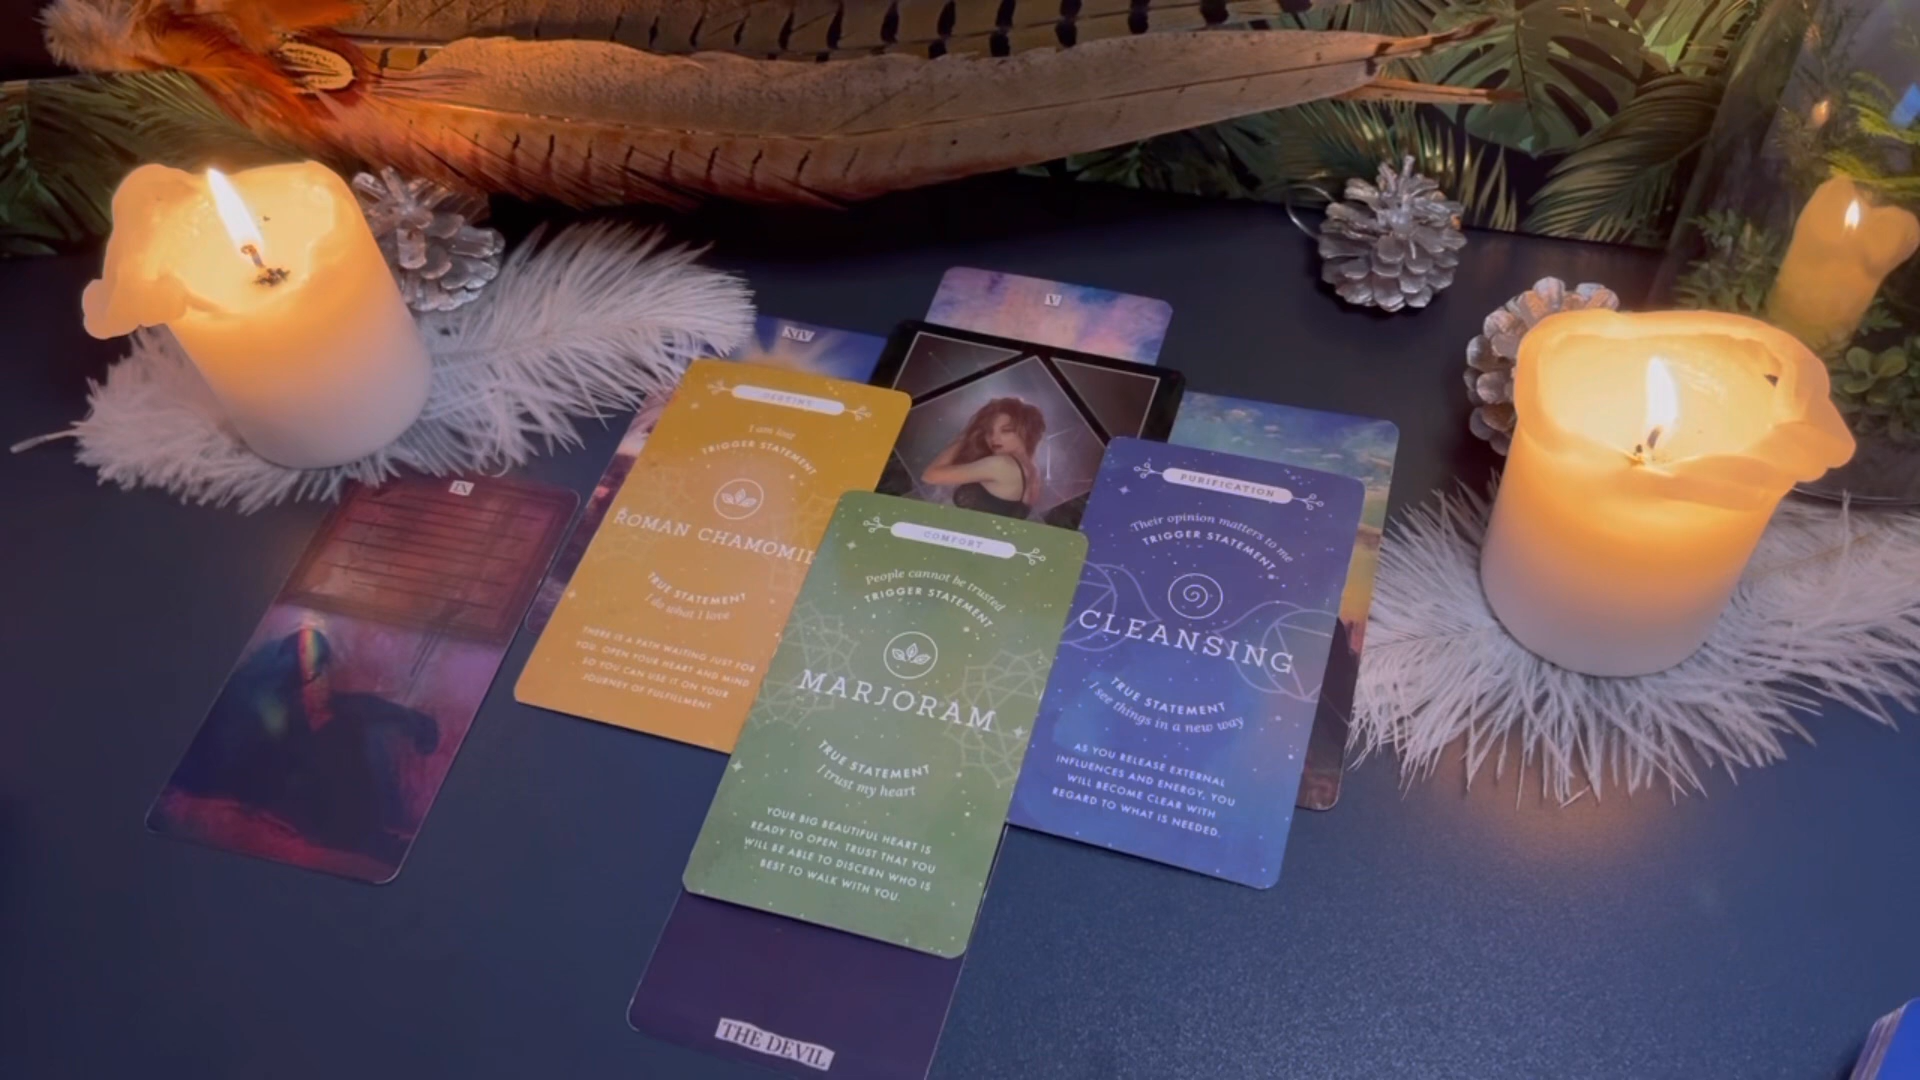 V
XIV
IX
DESTINY
I am lost
TRIGGER STATEMENT
ROMAN CHAMOMIL
TRUE STATEMENT
I do what I love
THERE IS A PATH WAITING JUST FOR
YOU. OPEN YOUR HEART AND MIND
SO YOU CAN USE IT ON YOUR
JOURNEY OF FULFILLMENT.
COMFORT
People cannot be trusted
TRIGGER STATEMENT
MARJORAM
TRUE STATEMENT
I trust my heart
YOUR BIG BEAUTIFUL HEART IS
READY TO OPEN. TRUST THAT YOU
WILL BE ABLE TO DISCERN WHO IS
BEST TO WALK WITH YOU.
PURIFICATION
Their opinion matters to me
TRIGGER STATEMENT
CLEANSING
TRUE STATEMENT
I see things in a new way
AS YOU RELEASE EXTERNAL
INFLUENCES AND ENERGY, YOU
WILL BECOME CLEAR WITH
REGARD TO WHAT IS NEEDED.
THE DEVIL